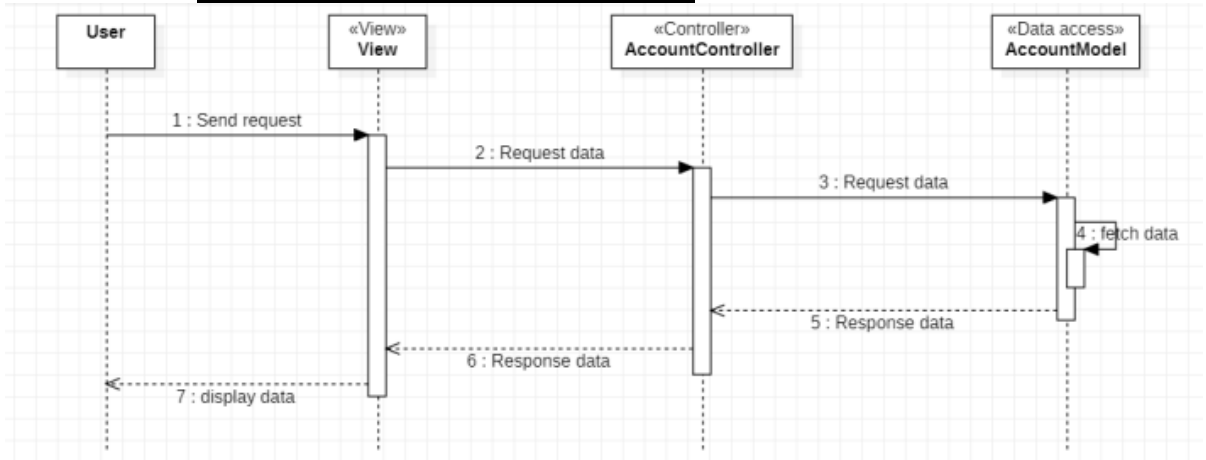 User
«View»
View
«Controller»
AccountController
«Data access»
AccountModel
1 : Send request
2 : Request data
3 : Request data
4 : fetch data
5 : Response data
6 : Response data
7 : display data